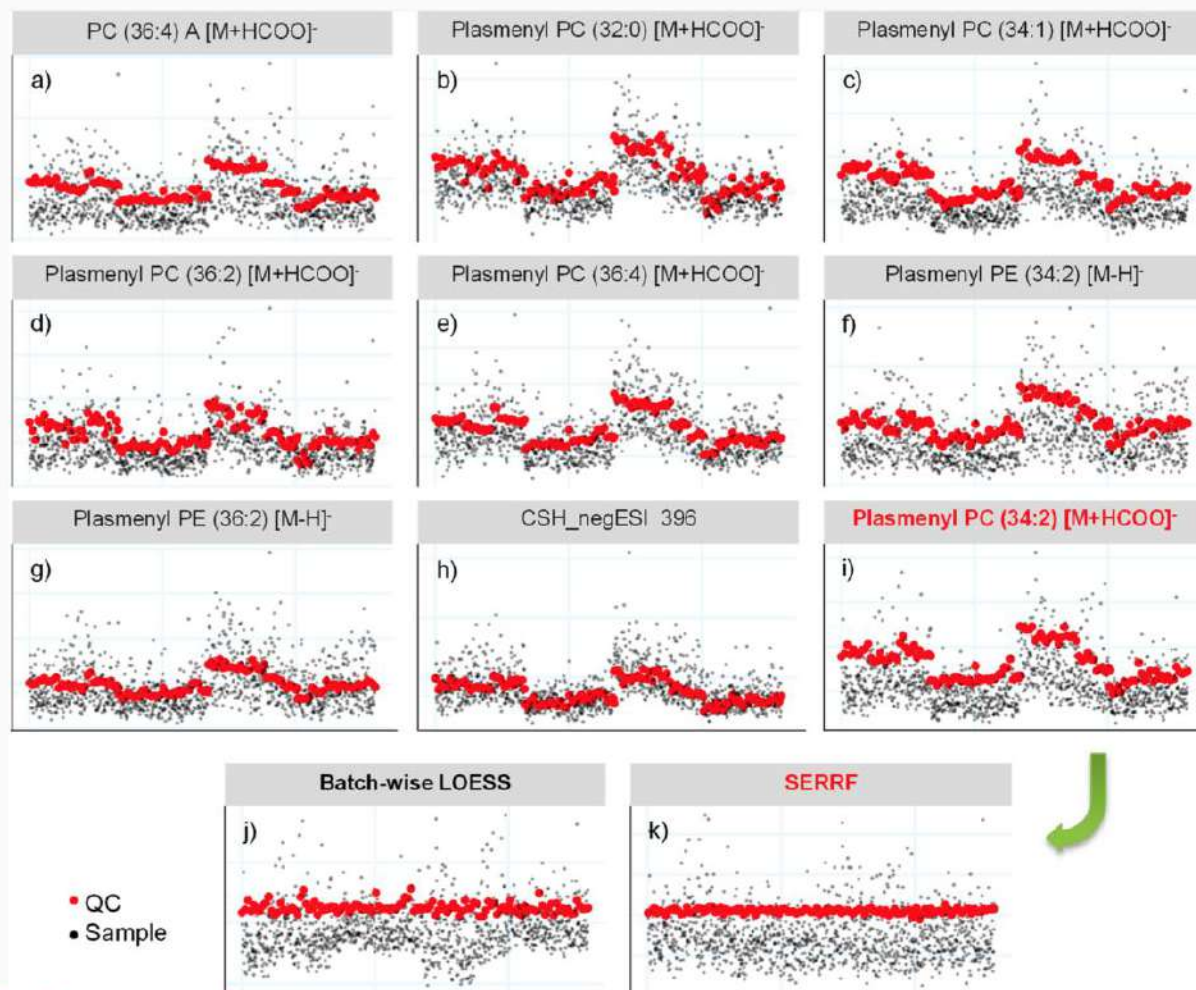 PC (36:4) A [M+HCOO]-
Plasmenyl PC (32:0) [M+HCOO]-
Plasmenyl PC (34:1) [M+HCOO]-
a)
b)
c)
Plasmenyl PC (36:2) [M+HCOO]-
Plasmenyl PC (36:4) [M+HCOO]-
Plasmenyl PE (34:2) [M-H]-
d)
e)
f)
Plasmenyl PE (36:2) [M-H]-
CSH_negESI 396
Plasmenyl PC (34:2) [M+HCOO]-
g)
h)
i)
Batch-wise LOESS
SERRF
j)
k)
QC
Sample